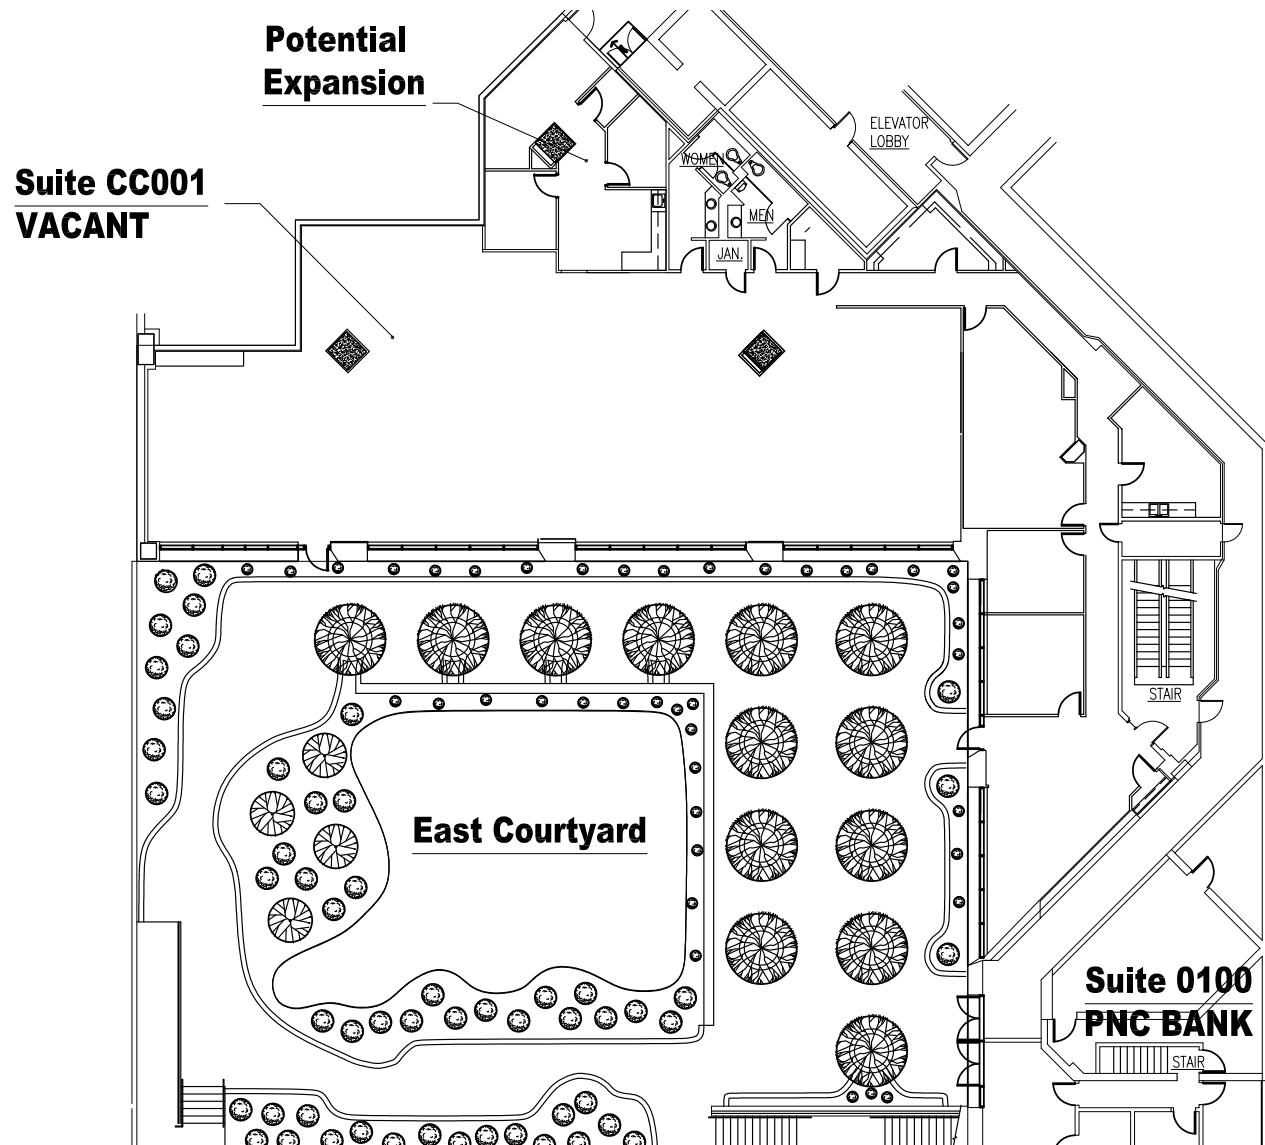 Potential
Expansion
Suite CC001
VACANT
ELEVATOR
LOBBY
WOMEN
MEN
JAN.
STAIR
East Courtyard
Suite 0100
PNC BANK
STAIR